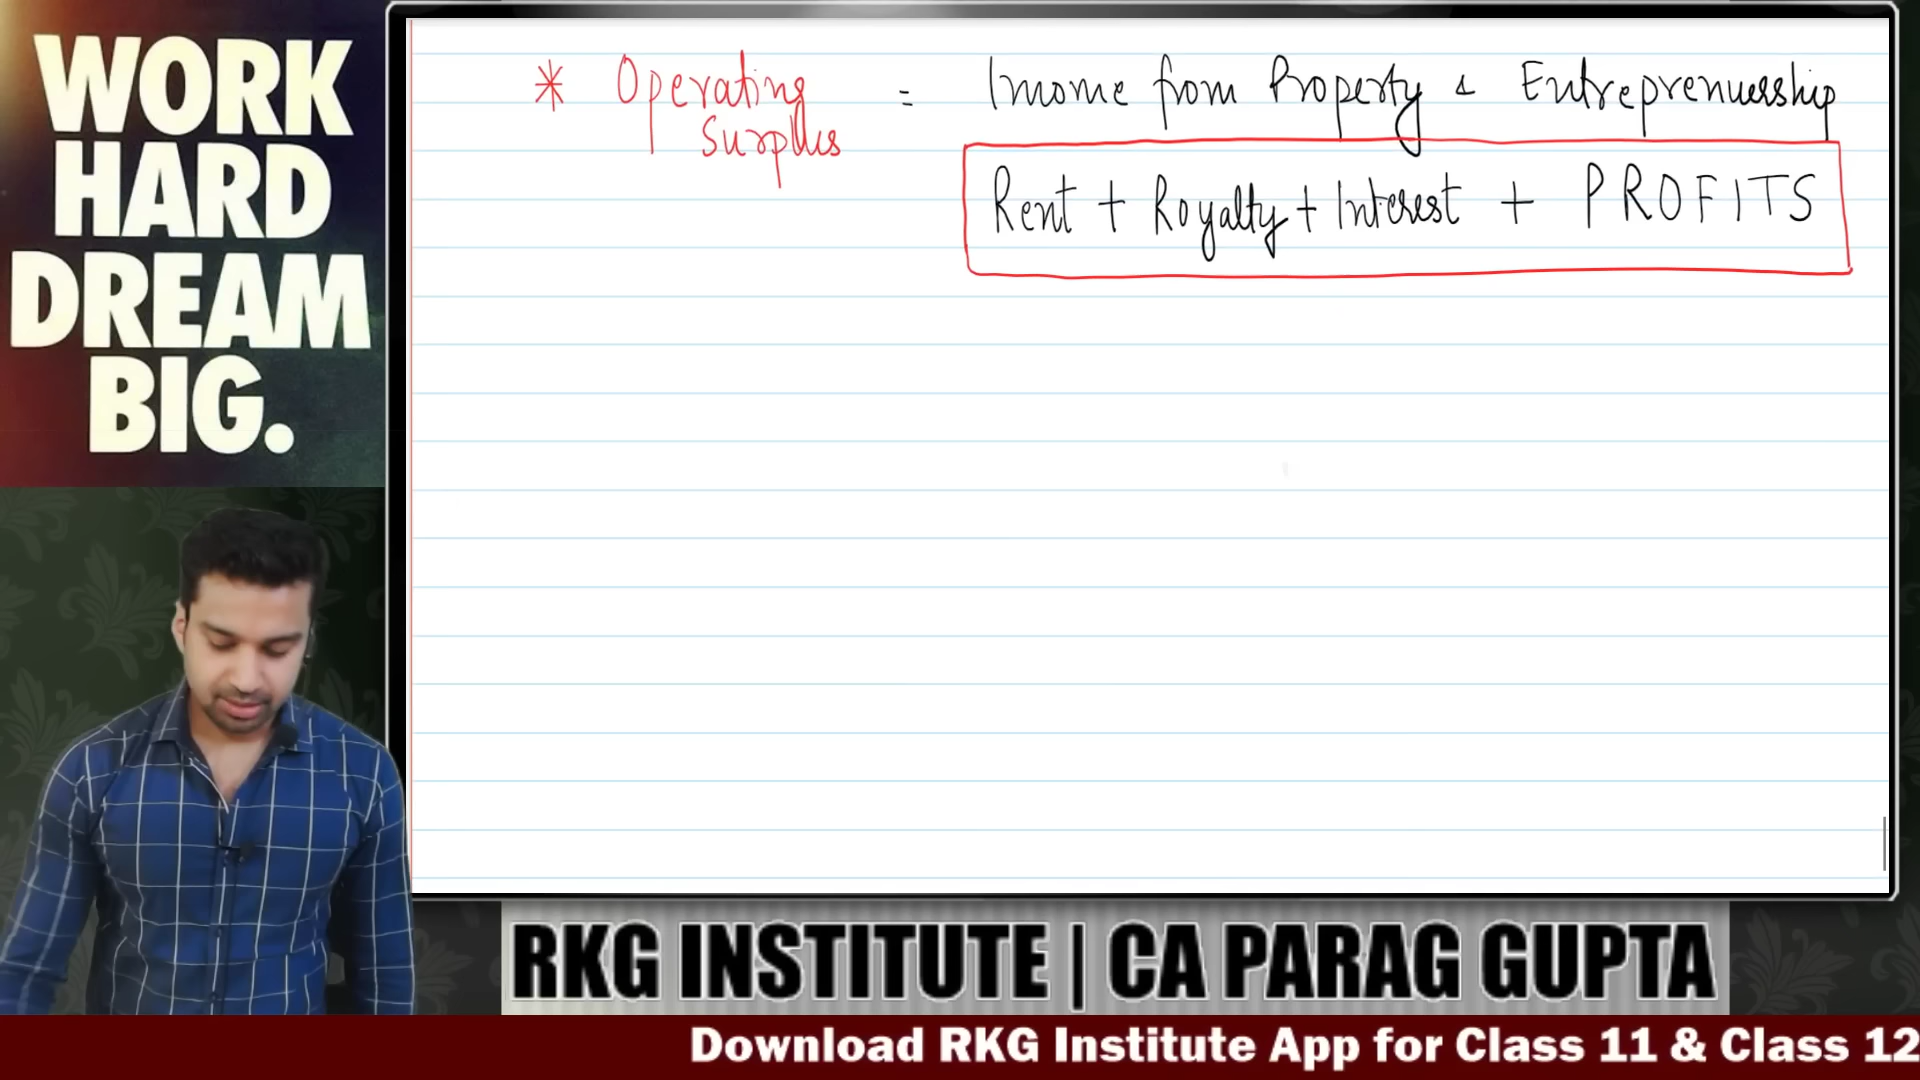 WORK
HARD
DREAM
BIG.
* Operating Surplus = Income from Property & Entreprenuership
Rent + Royalty + Interest + PROFITS
RKG INSTITUTE | CA PARAG GUPTA
Download RKG Institute App for Class 11 & Class 12